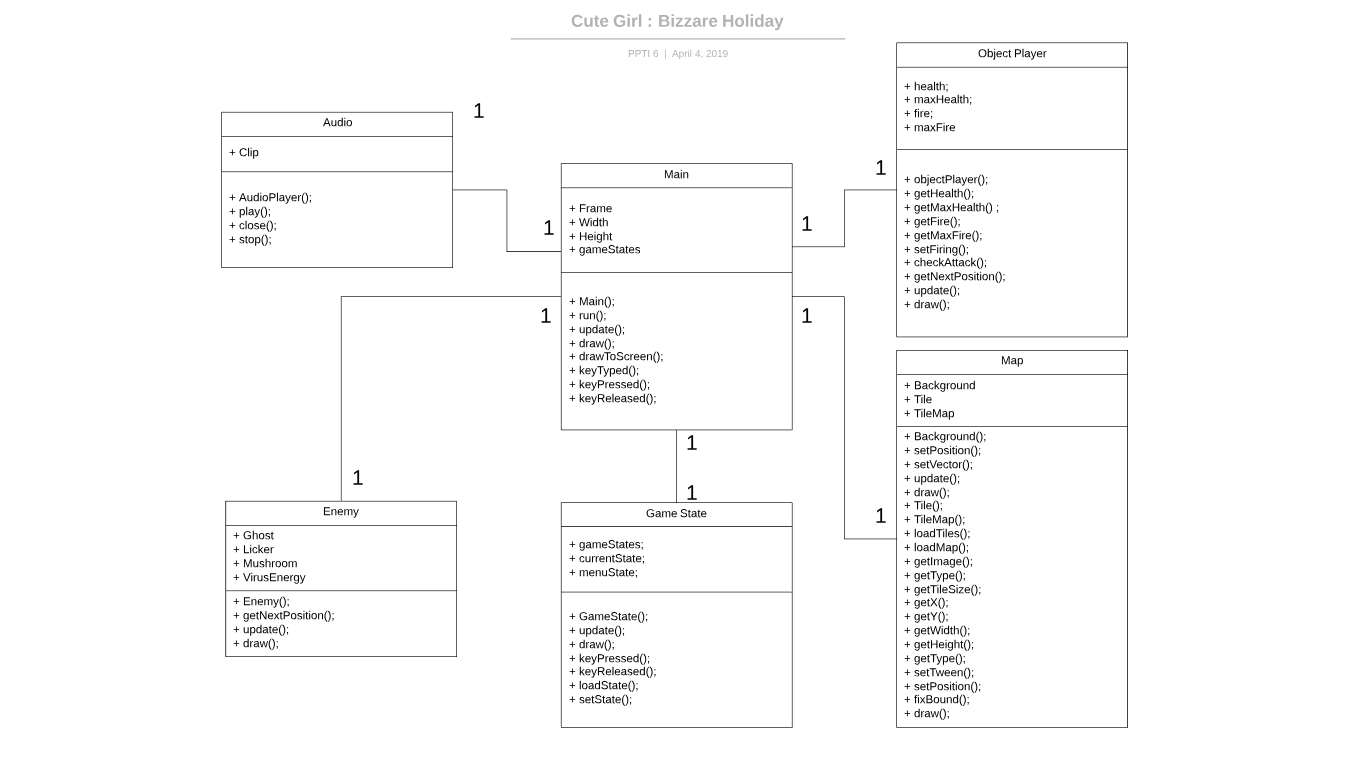 Cute Girl : Bizzare Holiday
PPTI 6 | April 4, 2019
Audio
+ Clip
+ AudioPlayer();
+ play();
+ close();
+ stop();
1
1
Main
+ Frame
+ Width
+ Height
+ gameStates
+ Main();
+ run();
+ update();
+ draw();
+ drawToScreen();
+ keyTyped();
+ keyPressed();
+ keyReleased();
1
1
Object Player
+ health;
+ maxHealth;
+ fire;
+ maxFire
+ objectPlayer();
+ getHealth();
+ getMaxHealth() ;
+ getFire();
+ getMaxFire();
+ setFiring();
+ checkAttack();
+ getNextPosition();
+ update();
+ draw();
1
1
Enemy
+ Ghost
+ Licker
+ Mushroom
+ VirusEnergy
+ Enemy();
+ getNextPosition();
+ update();
+ draw();
1
1
Game State
+ gameStates;
+ currentState;
+ menuState;
+ GameState();
+ update();
+ draw();
+ keyPressed();
+ keyReleased();
+ loadState();
+ setState();
1
1
Map
+ Background
+ Tile
+ TileMap
+ Background();
+ setPosition();
+ setVector();
+ update();
+ draw();
+ Tile();
+ TileMap();
+ loadTiles();
+ loadMap();
+ getImage();
+ getType();
+ getTileSize();
+ getX();
+ getY();
+ getWidth();
+ getHeight();
+ getType();
+ setTween();
+ setPosition();
+ fixBound();
+ draw();